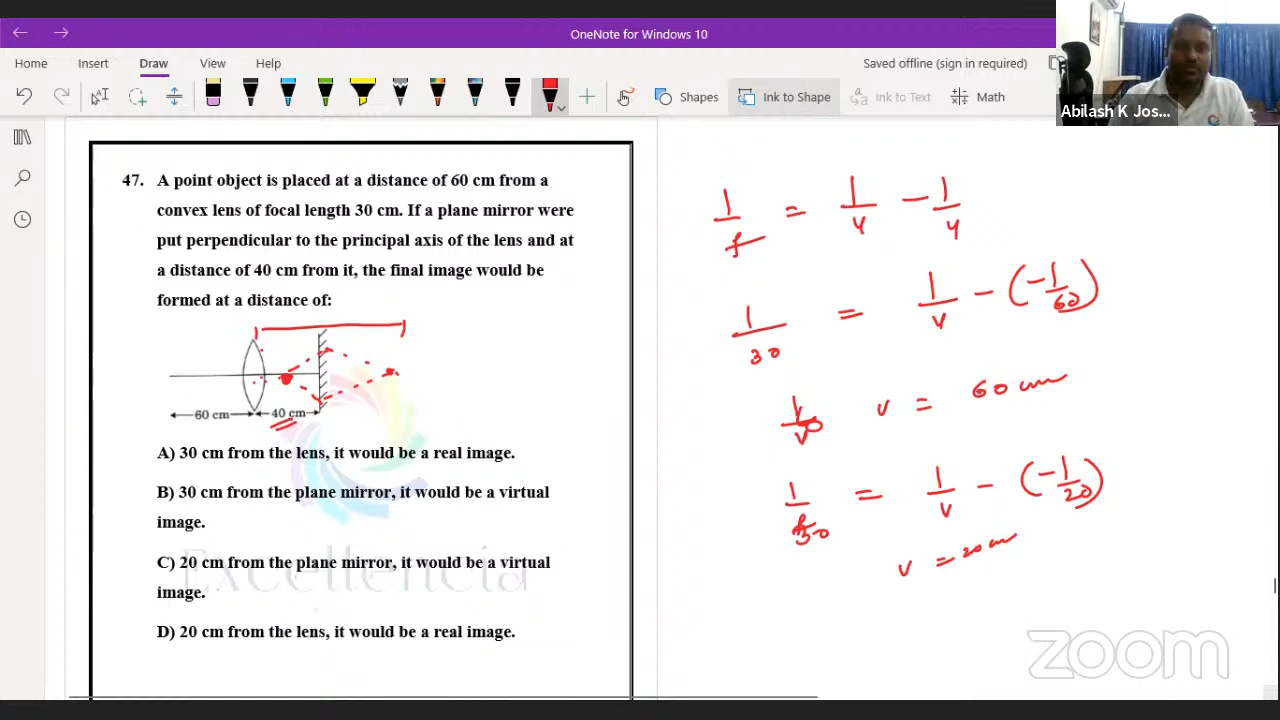 OneNote for Windows 10
Home Insert Draw View Help Saved offline (sign in required)
Shapes Ink to Shape Ink to Text Math
Abilash K Jos...
47. A point object is placed at a distance of 60 cm from a
convex lens of focal length 30 cm. If a plane mirror were
put perpendicular to the principal axis of the lens and at
a distance of 40 cm from it, the final image would be
formed at a distance of:
60 cm 40 cm
A) 30 cm from the lens, it would be a real image.
B) 30 cm from the plane mirror, it would be a virtual
image.
C) 20 cm from the plane mirror, it would be a virtual
image.
D) 20 cm from the lens, it would be a real image.
Excellencia
1/f = 1/v - 1/u
1/30 = 1/v - (-1/60)
v = 60 cm
1/30 = 1/v - (-1/20)
v = 20 cm
zoom